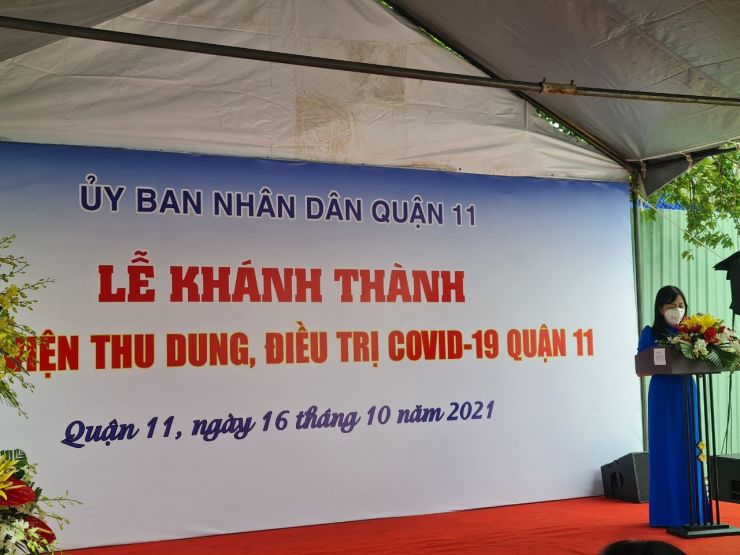 ỦY BAN NHÂN DÂN QUẬN 11
LỄ KHÁNH THÀNH
THU DUNG, ĐIỀU TRỊ COVID-19 QUẬN 11
Quận 11, ngày 16 tháng 10 năm 2021